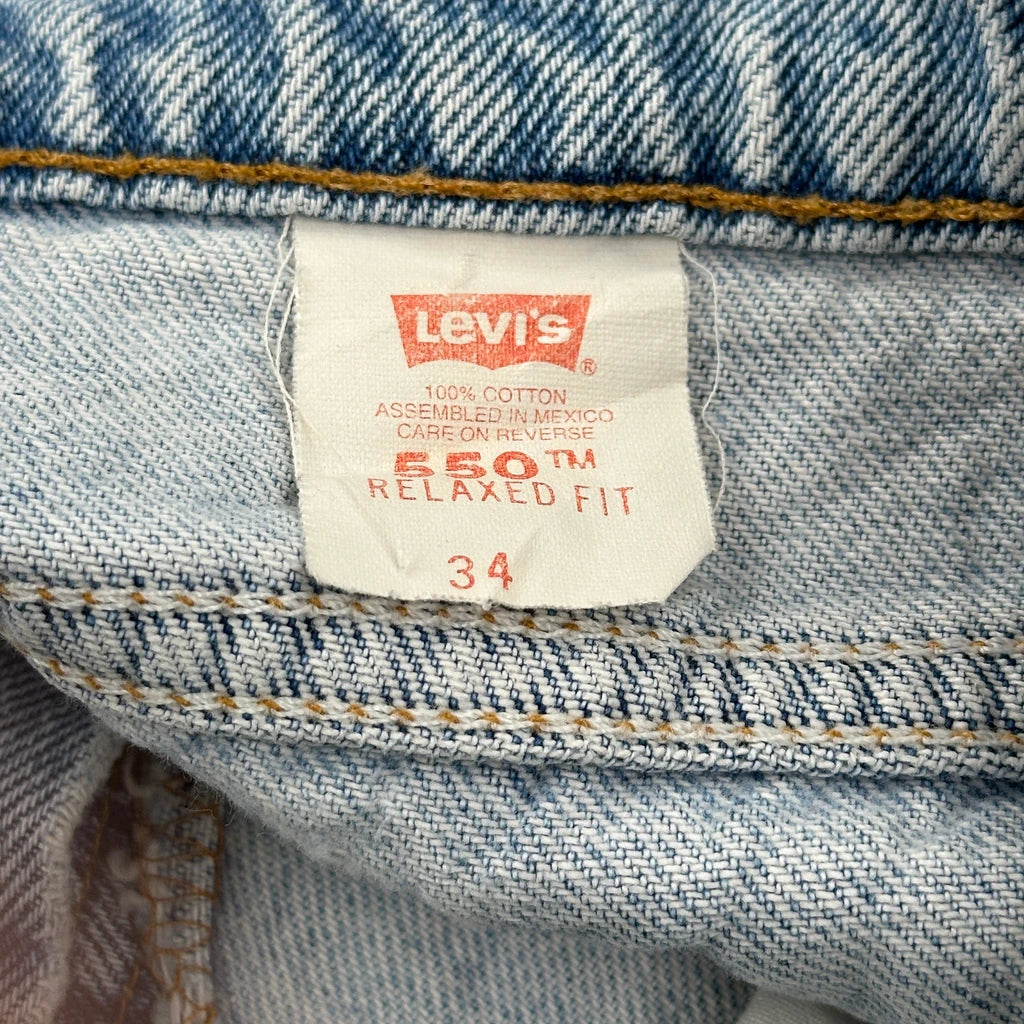 Levi's
®
100% COTTON
ASSEMBLED IN MEXICO
CARE ON REVERSE
550™
RELAXED FIT
34